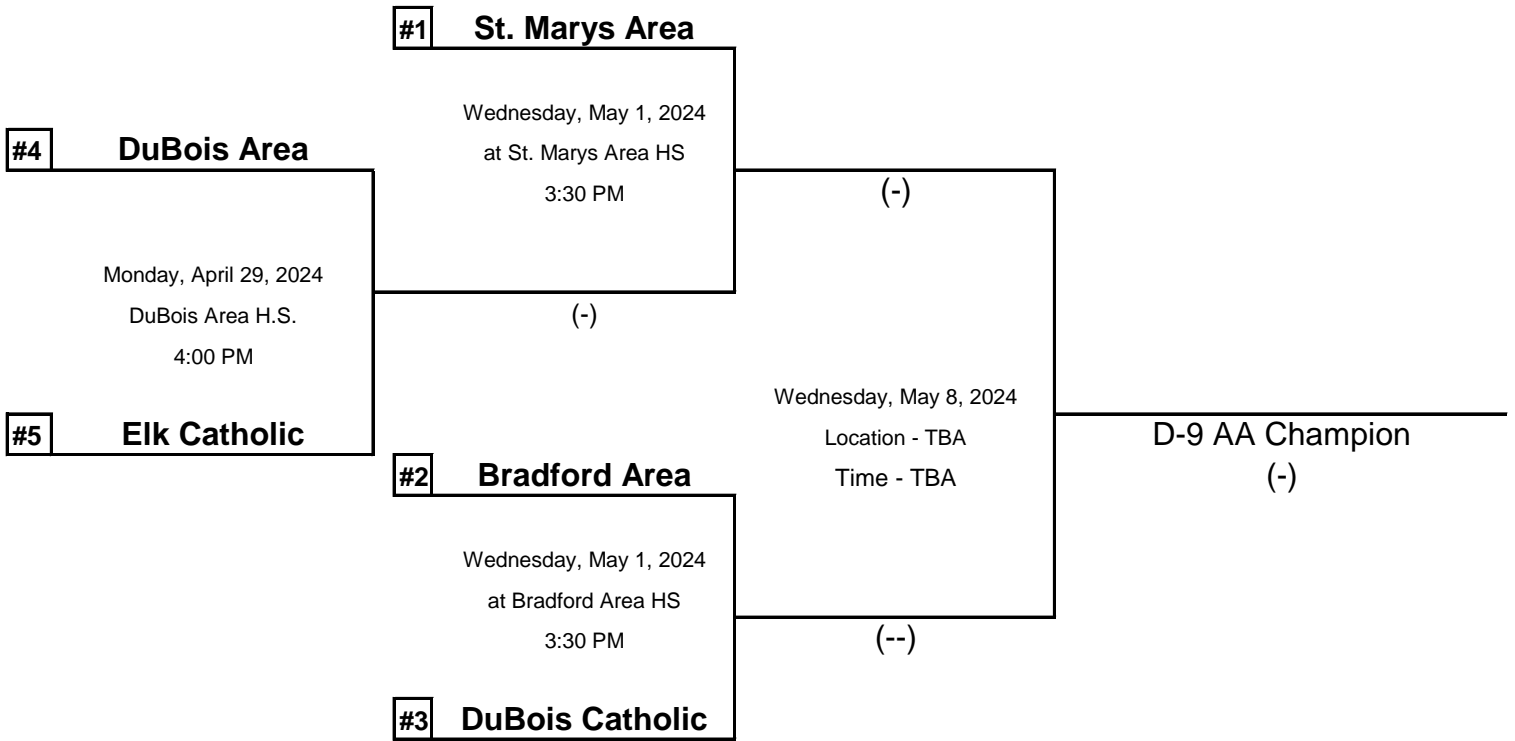 #1 St. Marys Area
Wednesday, May 1, 2024
at St. Marys Area HS
3:30 PM
#4 DuBois Area
(-)
Monday, April 29, 2024
DuBois Area H.S.
4:00 PM
(-)
#5 Elk Catholic
Wednesday, May 8, 2024
Location - TBA
Time - TBA
D-9 AA Champion
(-)
#2 Bradford Area
Wednesday, May 1, 2024
at Bradford Area HS
3:30 PM
(--)
#3 DuBois Catholic